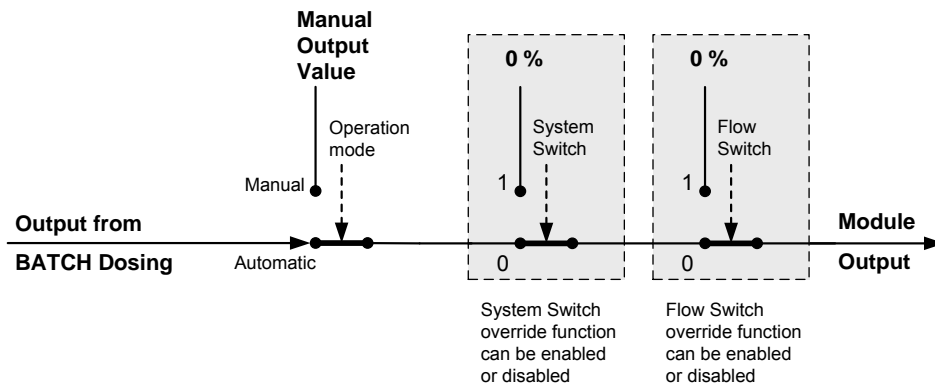 Manual
Output
Value
0 %
0 %
Operation
mode
System
Switch
Flow
Switch
Manual
1
1
Output from
BATCH Dosing
Automatic
0
0
Module
Output
System Switch
override function
can be enabled
or disabled
Flow Switch
override function
can be enabled
or disabled